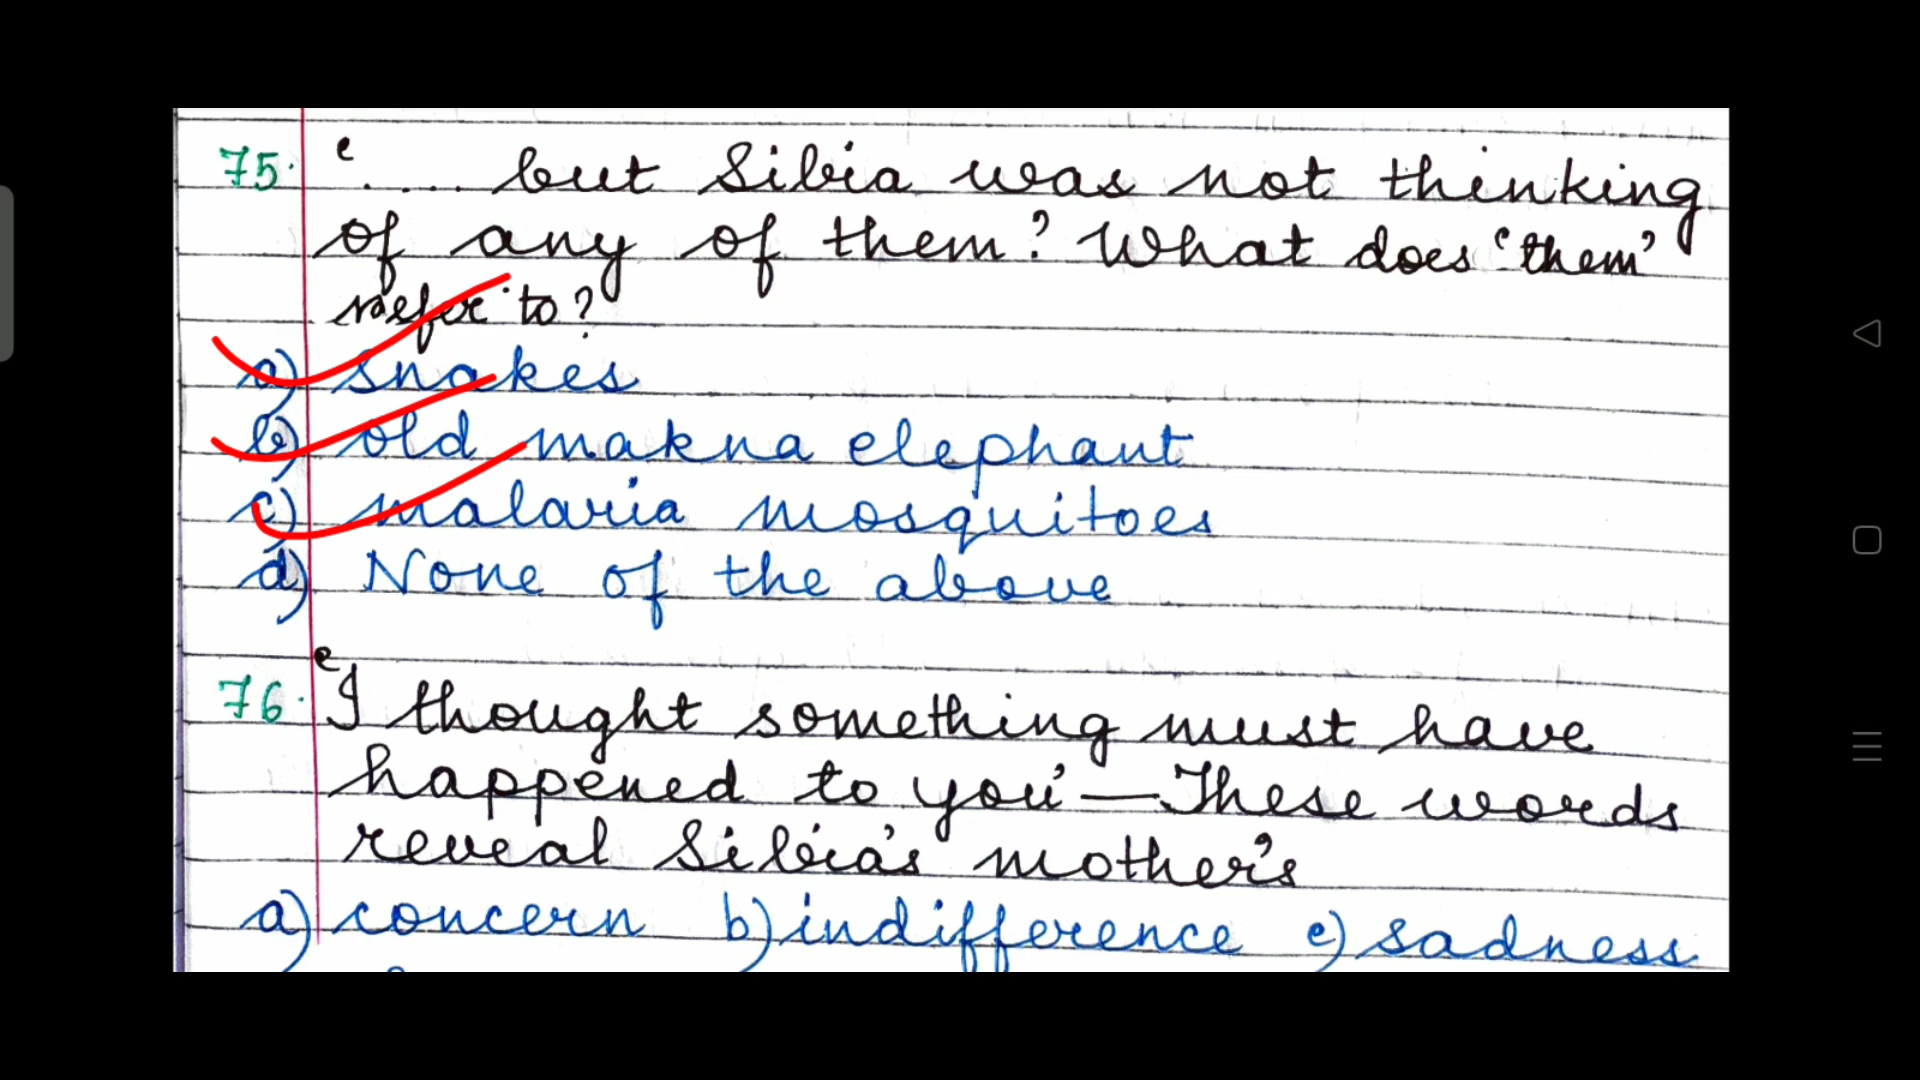 75. '.... but Sibia was not thinking
of any of them? What does 'them'
refer to?
a) snakes
b) old makna elephant
c) malaria mosquitoes
d) None of the above
76. 'I thought something must have
happened to you' — These words
reveal Sibia's mother's
a) concern b) indifference c) sadness